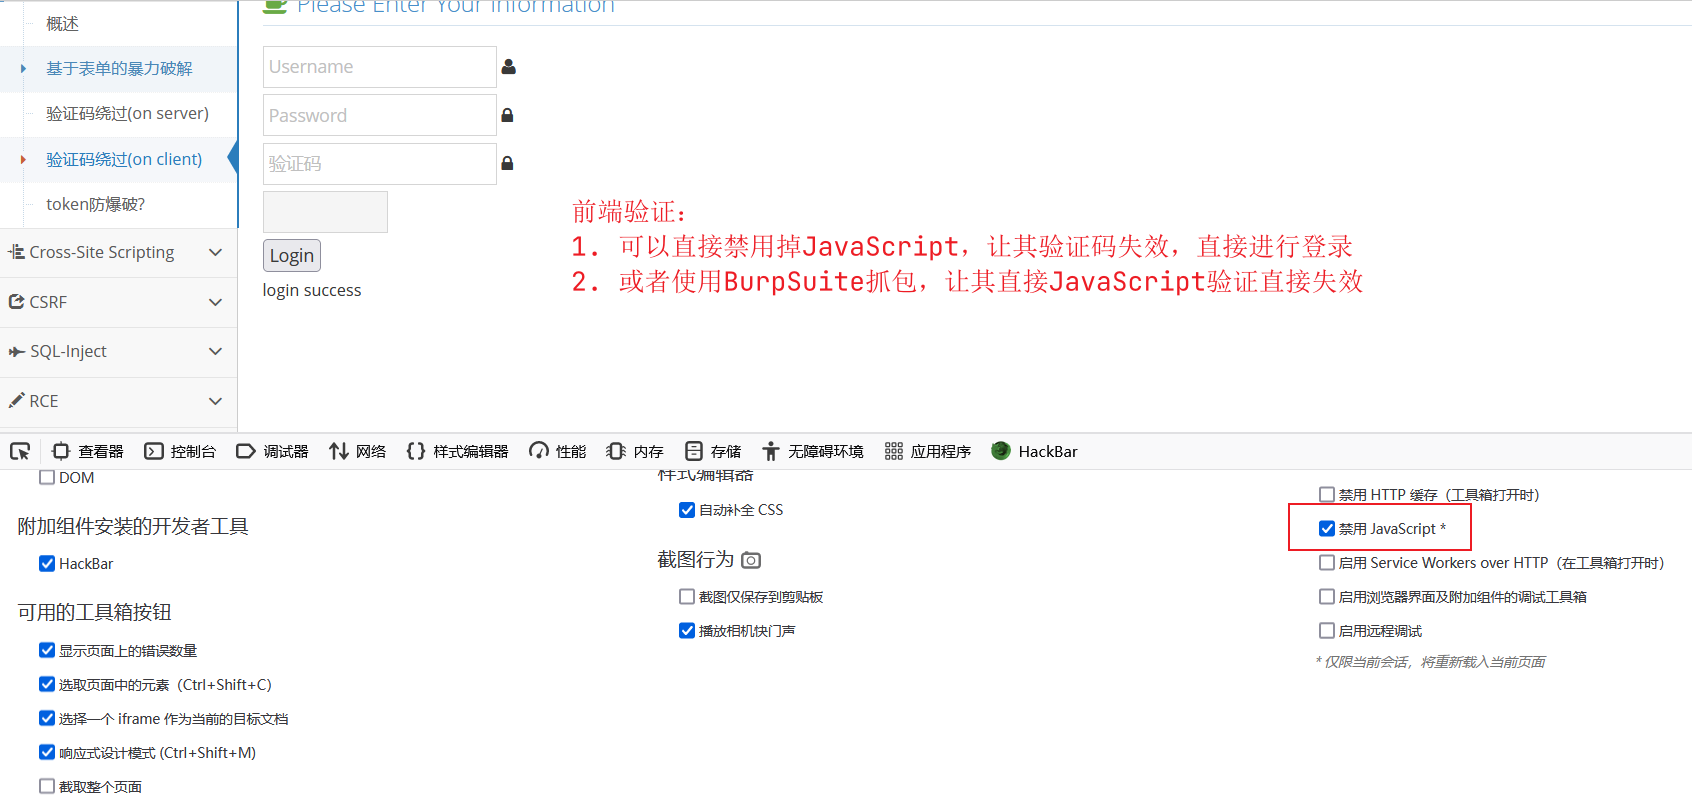 Please Enter Your Information
概述
基于表单的暴力破解
验证码绕过(on server)
验证码绕过(on client)
token防爆破?
Cross-Site Scripting
CSRF
SQL-Inject
RCE
Username
Password
验证码
Login
login success
前端验证：
1. 可以直接禁用掉JavaScript，让其验证码失效，直接进行登录
2. 或者使用BurpSuite抓包，让其直接JavaScript验证直接失效
查看器 控制台 调试器 网络 样式编辑器 性能 内存 存储 无障碍环境 应用程序 HackBar
DOM
附加组件安装的开发者工具
HackBar
可用的工具箱按钮
显示页面上的错误数量
选取页面中的元素（Ctrl+Shift+C）
选择一个 iframe 作为当前的目标文档
响应式设计模式 (Ctrl+Shift+M)
截取整个页面
样式编辑器
自动补全 CSS
截图行为
截图仅保存到剪贴板
播放相机快门声
禁用 HTTP 缓存（工具箱打开时）
禁用 JavaScript *
启用 Service Workers over HTTP（在工具箱打开时）
启用浏览器界面及附加组件的调试工具箱
启用远程调试
* 仅限当前会话，将重新载入当前页面